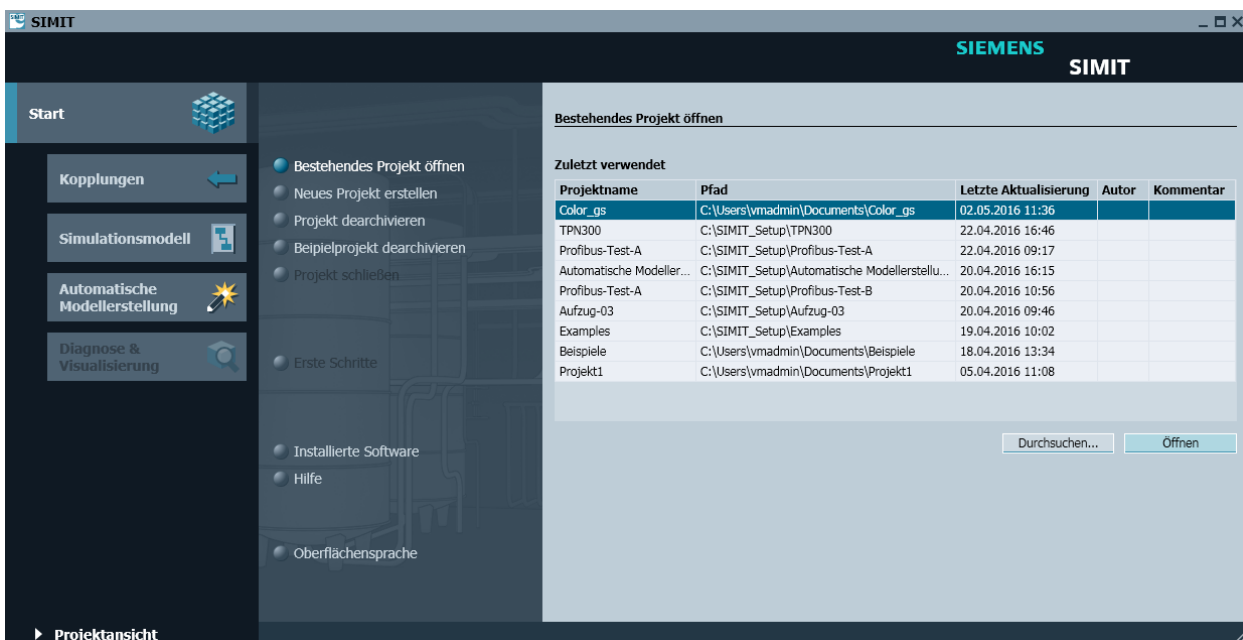 SIMIT
SIEMENS
SIMIT
Start
Kopplungen
Simulationsmodell
Automatische
Modellerstellung
Diagnose &
Visualisierung
Projektansicht
Bestehendes Projekt öffnen
Neues Projekt erstellen
Projekt dearchivieren
Beipielprojekt dearchivieren
Projekt schließen
Erste Schritte
Installierte Software
Hilfe
Oberflächensprache
Bestehendes Projekt öffnen
Zuletzt verwendet
Projektname Pfad Letzte Aktualisierung Autor Kommentar
Color_gs C:\Users\vmadmin\Documents\Color_gs 02.05.2016 11:36
TPN300 C:\SIMIT_Setup\TPN300 22.04.2016 16:46
Profibus-Test-A C:\SIMIT_Setup\Profibus-Test-A 22.04.2016 09:17
Automatische Modeller... C:\SIMIT_Setup\Automatische Modellerstellu... 20.04.2016 16:15
Profibus-Test-A C:\SIMIT_Setup\Profibus-Test-B 20.04.2016 10:56
Aufzug-03 C:\SIMIT_Setup\Aufzug-03 20.04.2016 09:46
Examples C:\SIMIT_Setup\Examples 19.04.2016 10:02
Beispiele C:\Users\vmadmin\Documents\Beispiele 18.04.2016 13:34
Projekt1 C:\Users\vmadmin\Documents\Projekt1 05.04.2016 11:08
Durchsuchen... Öffnen